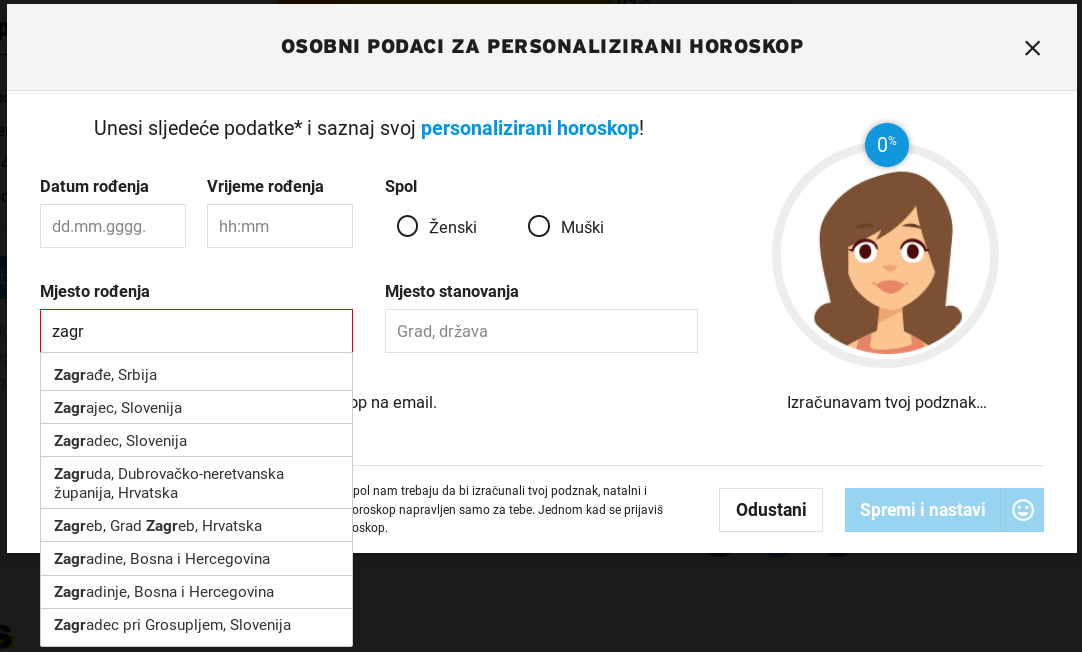 OSOBNI PODACI ZA PERSONALIZIRANI HOROSKOP
Unesi sljedeće podatke* i saznaj svoj personalizirani horoskop!
0%
Datum rođenja
Vrijeme rođenja
Spol
dd.mm.gggg.
hh:mm
Ženski
Muški
Mjesto rođenja
Mjesto stanovanja
zagr
Grad, država
Zagrađe, Srbija
Zagrajec, Slovenija
Zagradec, Slovenija
Zagruda, Dubrovačko-neretvanska
županija, Hrvatska
Zagreb, Grad Zagreb, Hrvatska
Zagradine, Bosna i Hercegovina
Zagradinje, Bosna i Hercegovina
Zagradec pri Grosupljem, Slovenija
op na email.
Izračunavam tvoj podznak...
pol nam trebaju da bi izračunali tvoj podznak, natalni i
oroskop napravljen samo za tebe. Jednom kad se prijaviš
oskop.
Odustani
Spremi i nastavi